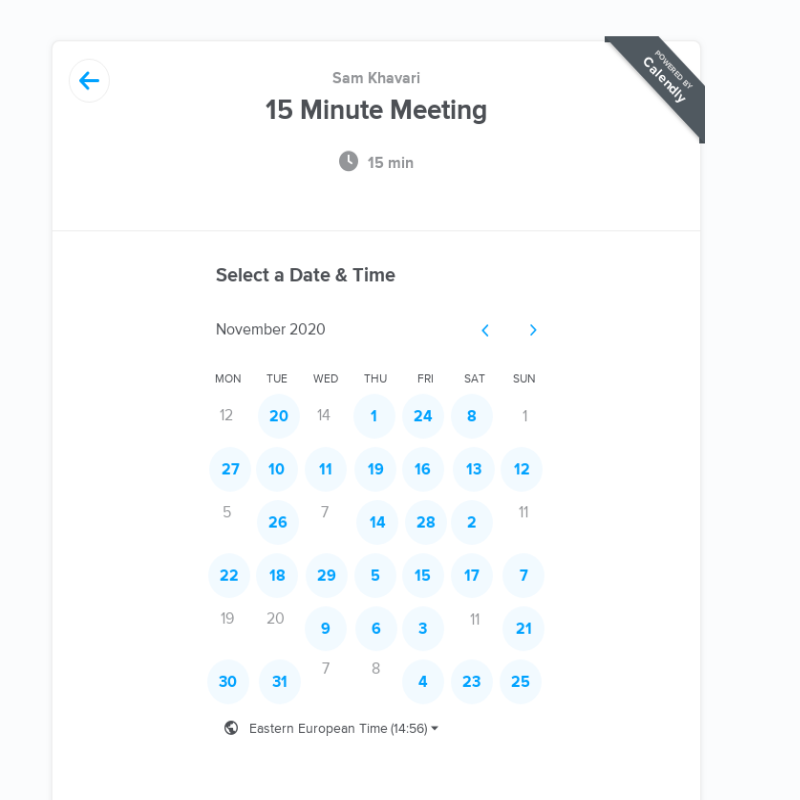 POWERED BY
Calendly
Sam Khavari
15 Minute Meeting
15 min
Select a Date & Time
November 2020
MON TUE WED THU FRI SAT SUN
12 20 14 1 24 8 1
27 10 11 19 16 13 12
5 26 7 14 28 2 11
22 18 29 5 15 17 7
19 20 9 6 3 11 21
30 31 7 8 4 23 25
Eastern European Time (14:56)